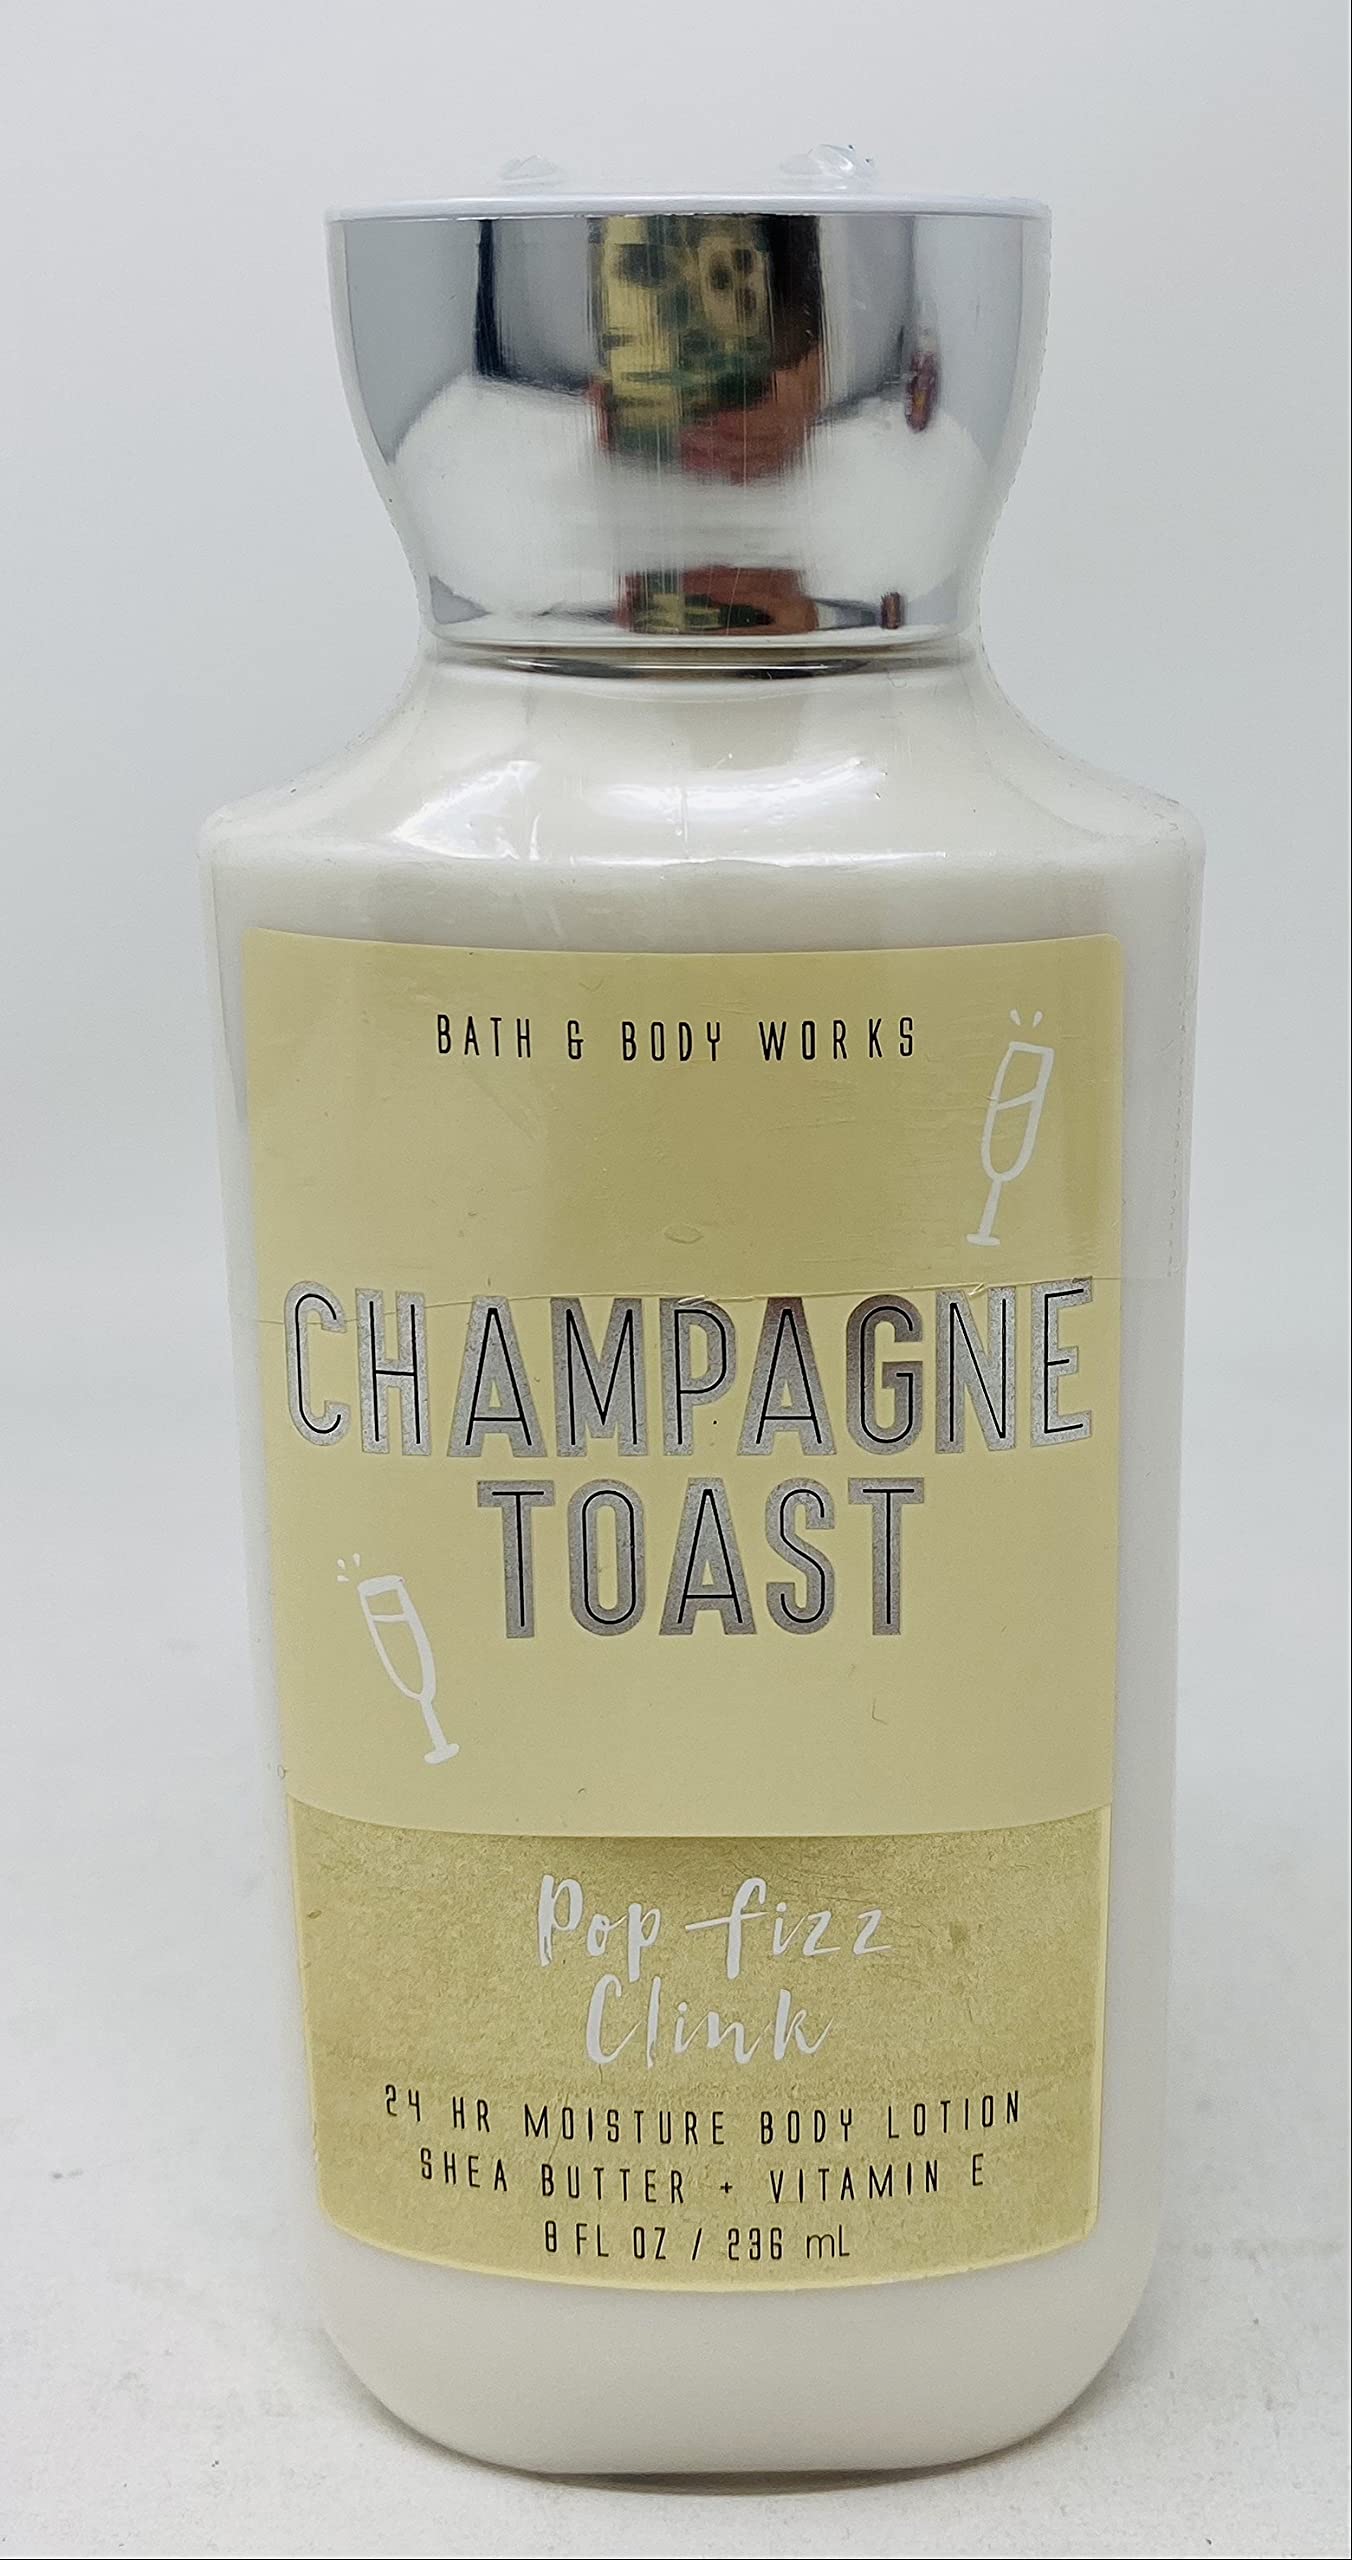 BATH & BODY WORKS
CHAMPAGNE
TOAST
Pop fizz
Clink
24 HR MOISTURE BODY LOTION
SHEA BUTTER + VITAMIN E
8 FL OZ / 236 mL